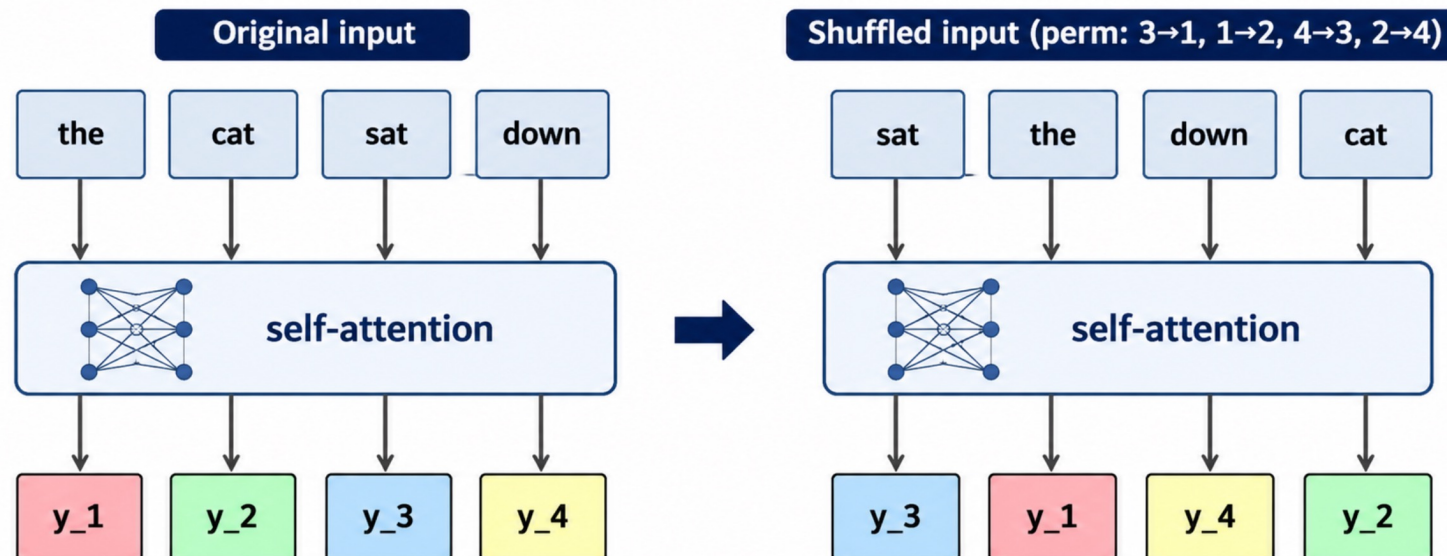 Original input
the
cat
sat
down
self-attention
y_1
y_2
y_3
y_4
Shuffled input (perm: 3→1, 1→2, 4→3, 2→4)
sat
the
down
cat
self-attention
y_3
y_1
y_4
y_2